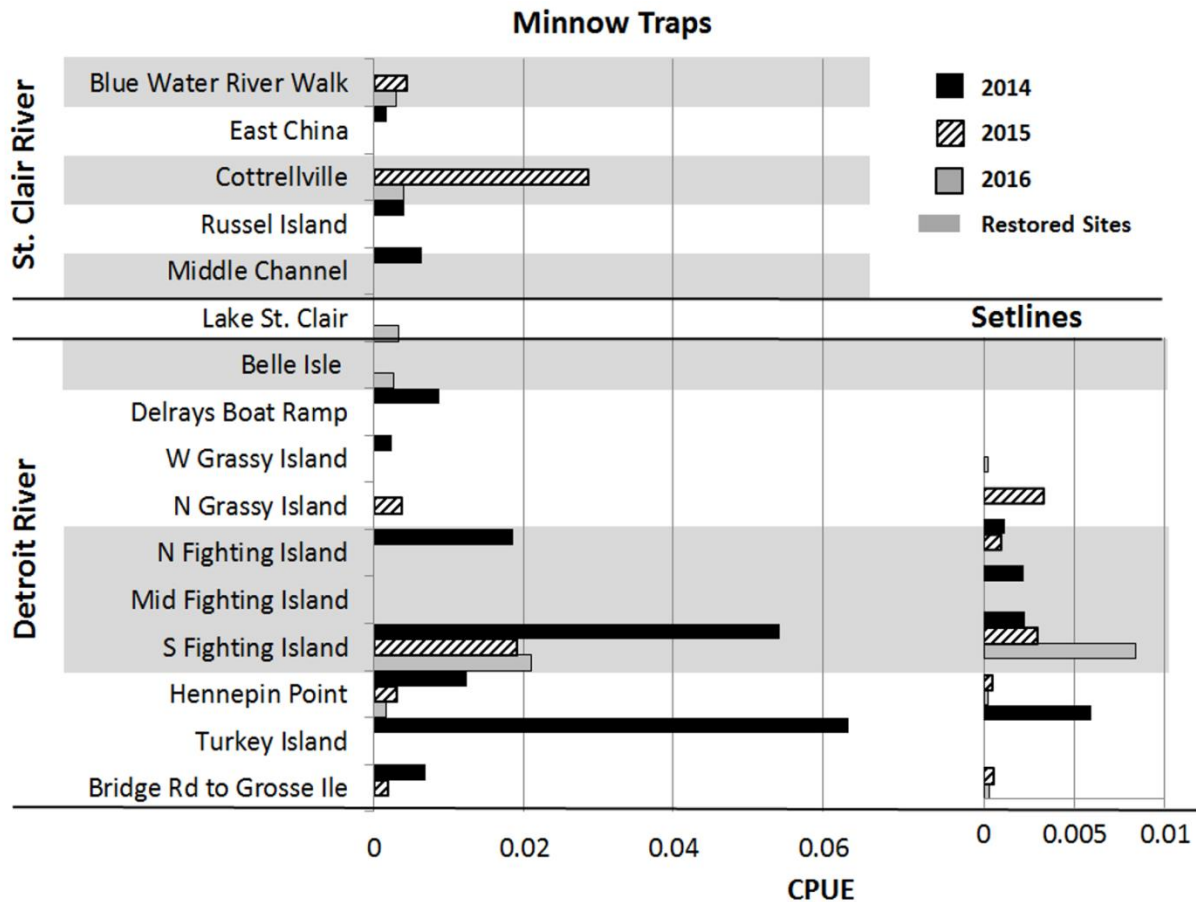 Minnow Traps
St. Clair River
Blue Water River Walk
East China
Cottrellville
Russel Island
Middle Channel
2014
2015
2016
Restored Sites
Lake St. Clair
Setlines
Detroit River
Belle Isle
Delrays Boat Ramp
W Grassy Island
N Grassy Island
N Fighting Island
Mid Fighting Island
S Fighting Island
Hennepin Point
Turkey Island
Bridge Rd to Grosse Ile
0 0.02 0.04 0.06
0 0.005 0.01
CPUE